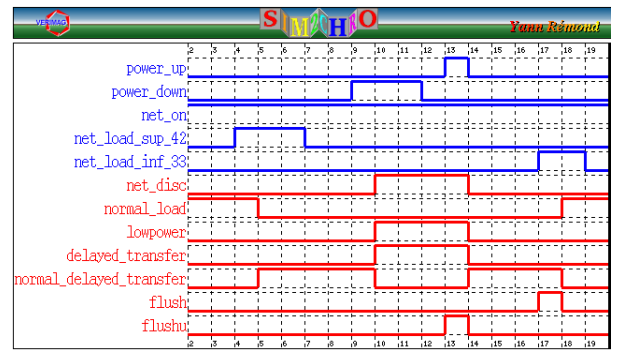 VERIMAG SIM2CHRO Yann Rémond
2 3 4 5 6 7 8 9 10 11 12 13 14 15 16 17 18 19
power_up
power_down
net_on
net_load_sup_42
net_load_inf_33
net_disc
normal_load
lowpower
delayed_transfer
normal_delayed_transfer
flush
flushu
2 3 4 5 6 7 8 9 10 11 12 13 14 15 16 17 18 19